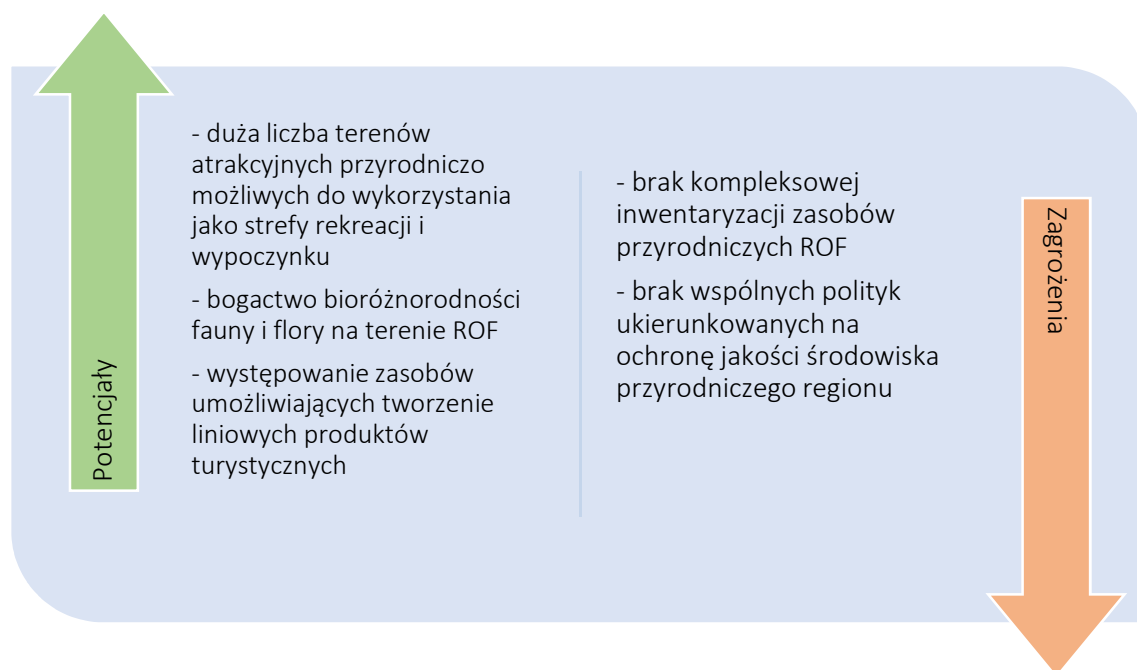 Potencjały
- duża liczba terenów
atrakcyjnych przyrodniczo
możliwych do wykorzystania
jako strefy rekreacji i
wypoczynku
- bogactwo bioróżnorodności
fauny i flory na terenie ROF
- występowanie zasobów
umożliwiających tworzenie
liniowych produktów
turystycznych
- brak kompleksowej
inwentaryzacji zasobów
przyrodniczych ROF
- brak wspólnych polityk
ukierunkowanych na
ochronę jakości środowiska
przyrodniczego regionu
Zagrożenia